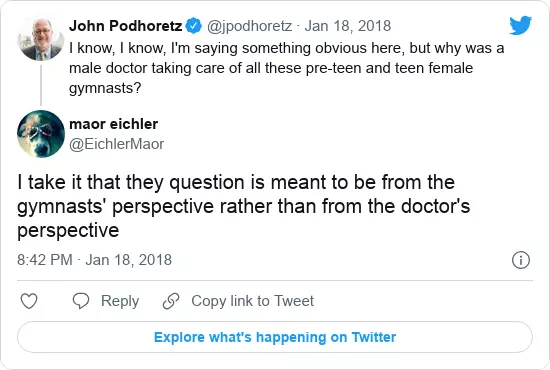 John Podhoretz @jpodhoretz · Jan 18, 2018
I know, I know, I'm saying something obvious here, but why was a
male doctor taking care of all these pre-teen and teen female
gymnasts?
maor eichler
@EichlerMaor
I take it that they question is meant to be from the
gymnasts' perspective rather than from the doctor's
perspective
8:42 PM · Jan 18, 2018
Reply Copy link to Tweet
Explore what's happening on Twitter